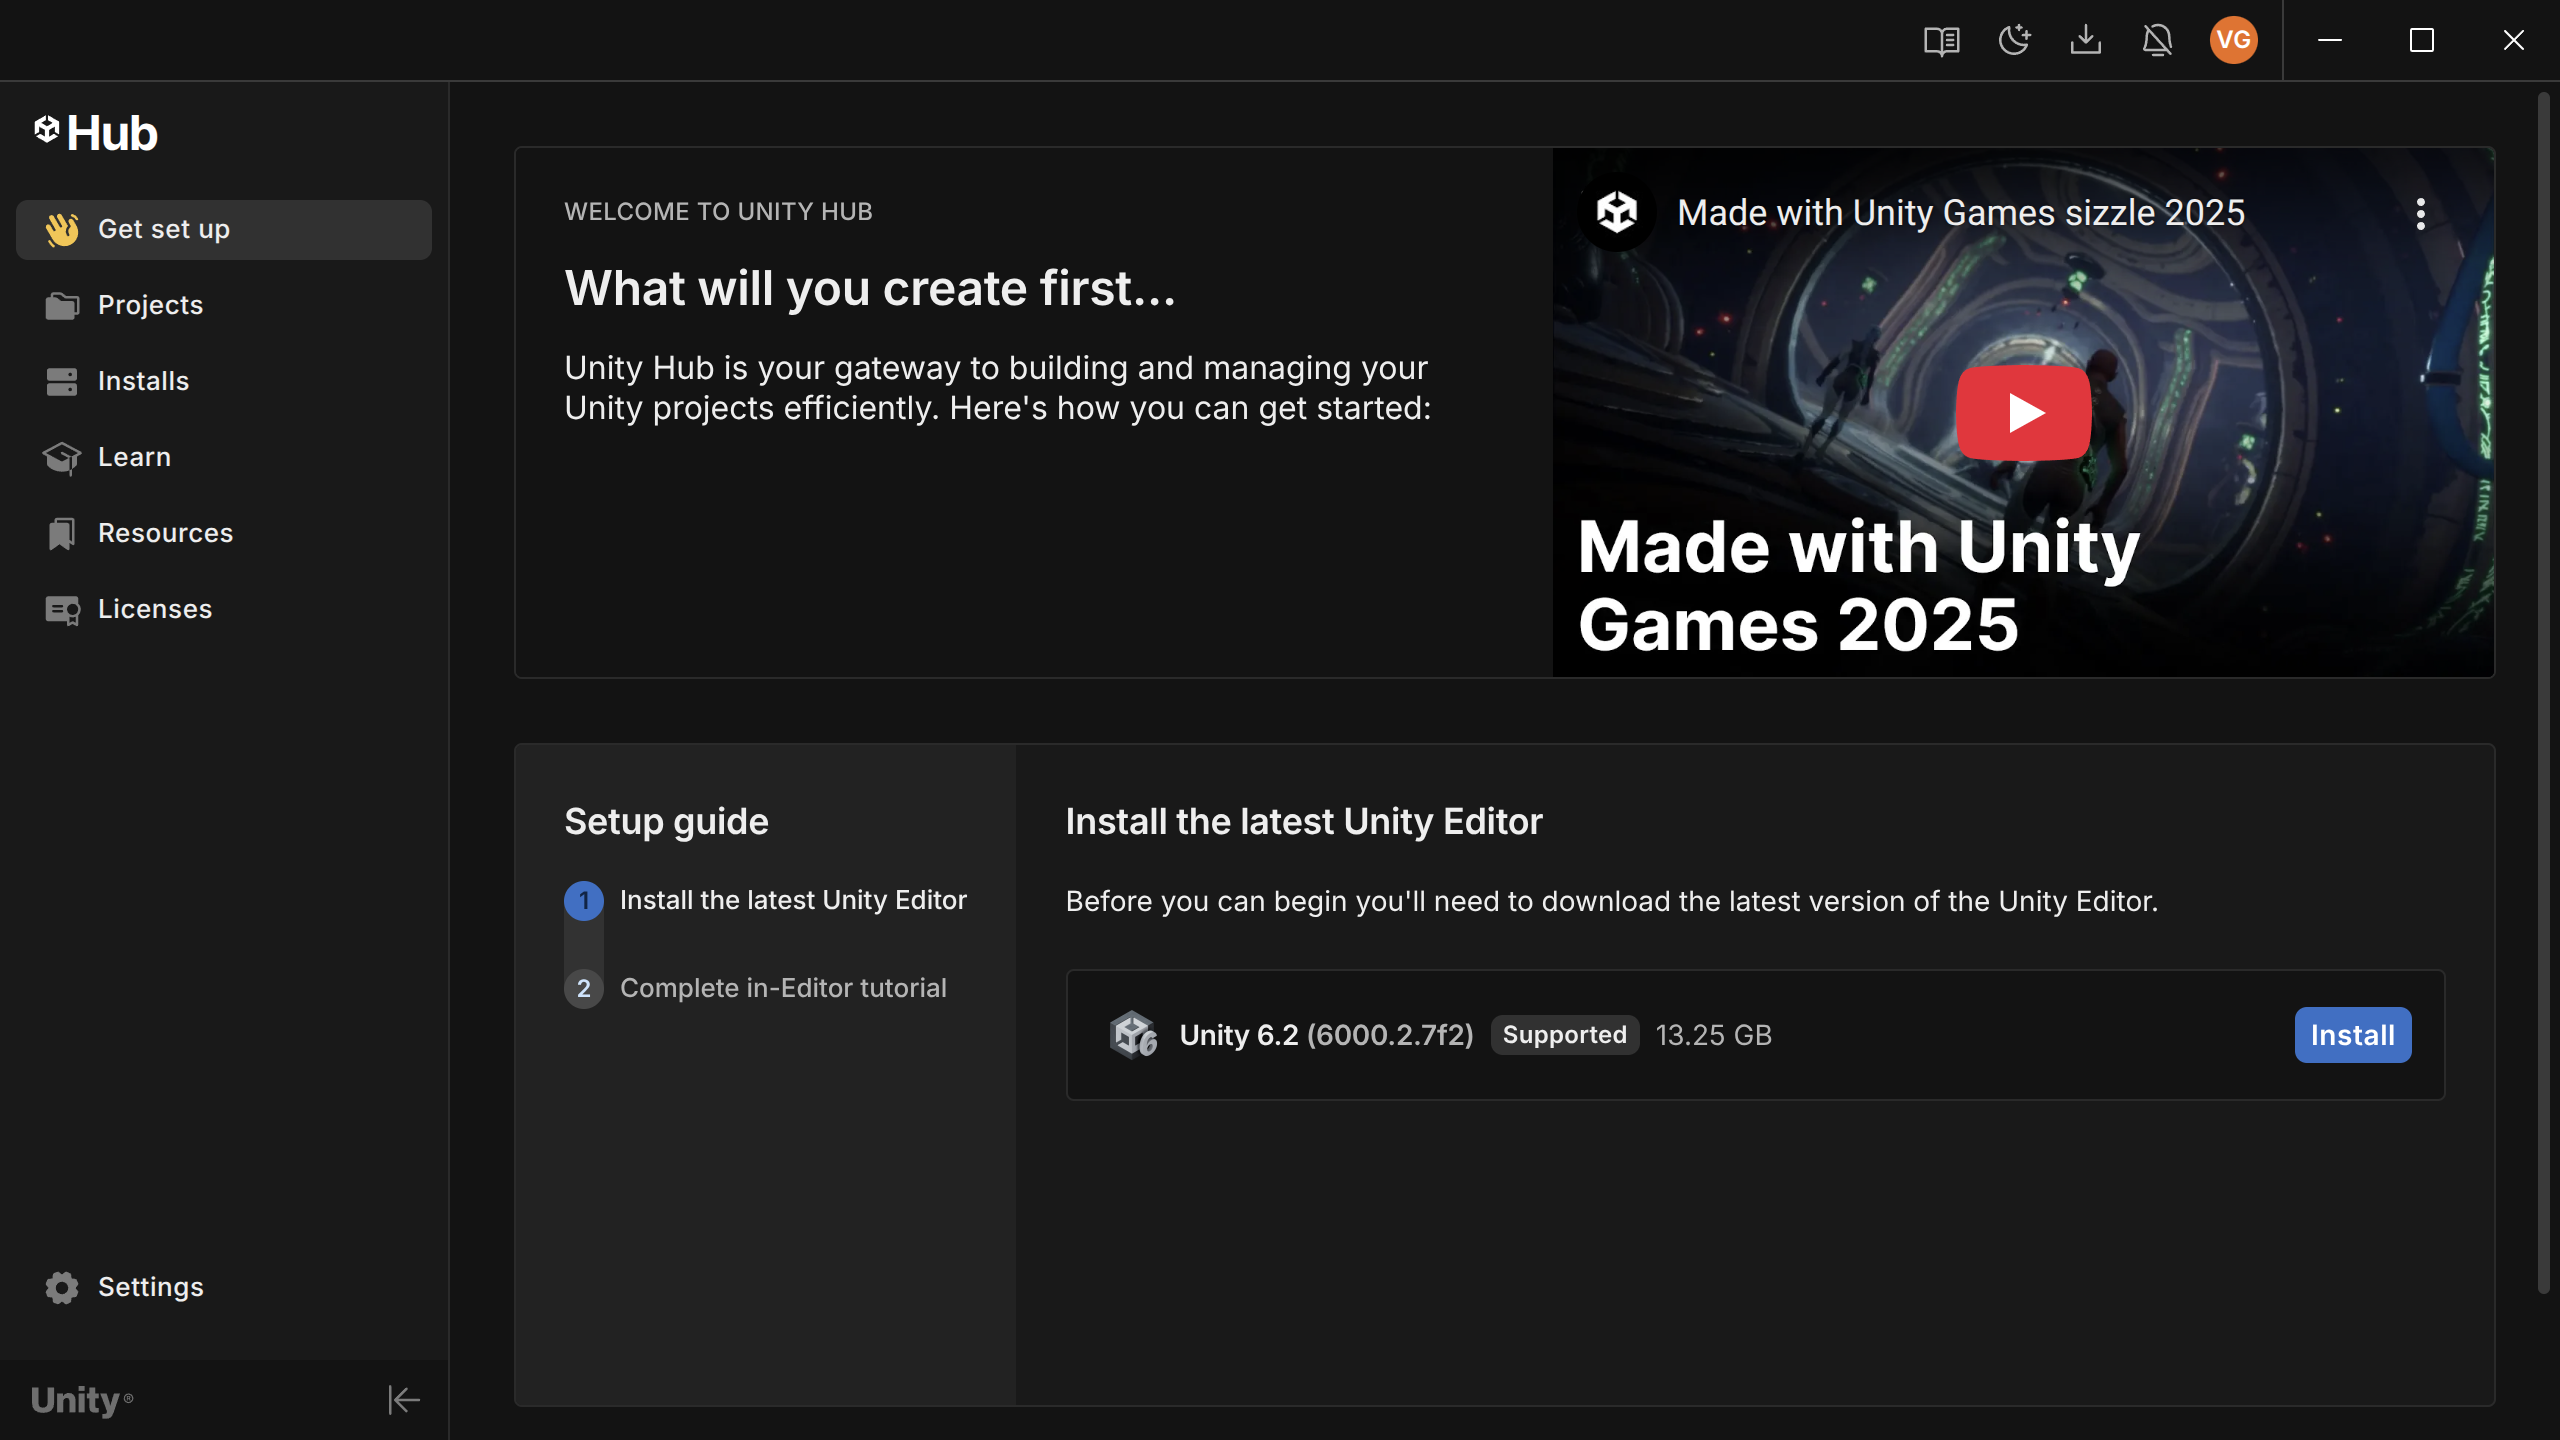 VG
Hub
Get set up
Projects
Installs
Learn
Resources
Licenses
Settings
Unity®
WELCOME TO UNITY HUB
What will you create first...
Unity Hub is your gateway to building and managing your
Unity projects efficiently. Here's how you can get started:
Made with Unity Games sizzle 2025
Made with Unity
Games 2025
Setup guide
1 Install the latest Unity Editor
2 Complete in-Editor tutorial
Install the latest Unity Editor
Before you can begin you'll need to download the latest version of the Unity Editor.
6 Unity 6.2 (6000.2.7f2) Supported 13.25 GB Install